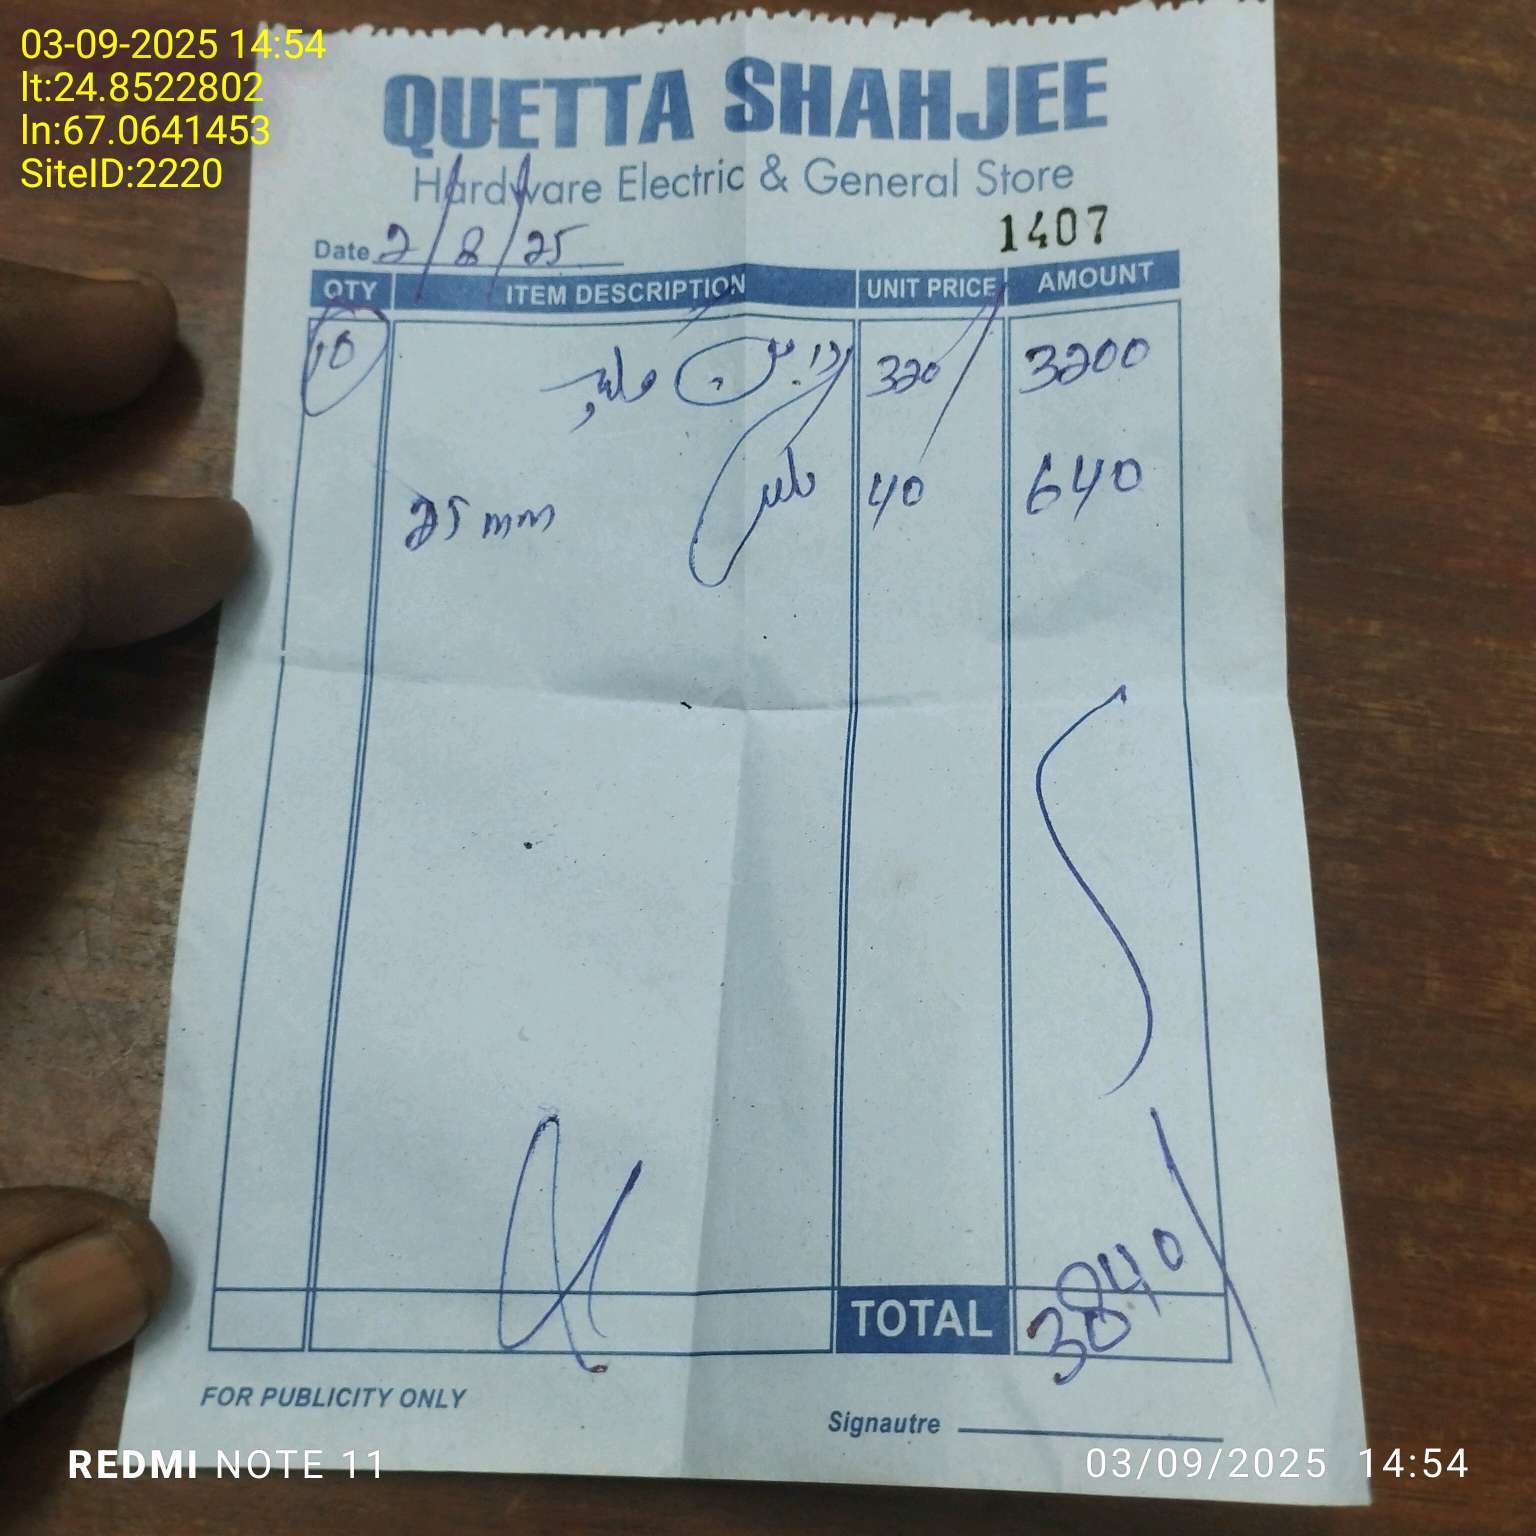 03-09-2025 14:54
lt:24.8522802
ln:67.0641453
SiteID:2220
QUETTA SHAHJEE
Hardware Electric & General Store
1407
Date 2/8/25
QTY ITEM DESCRIPTION UNIT PRICE AMOUNT
10 320 3200
25 mm 40 640
TOTAL 3840
FOR PUBLICITY ONLY
Signautre
REDMI NOTE 11
03/09/2025 14:54